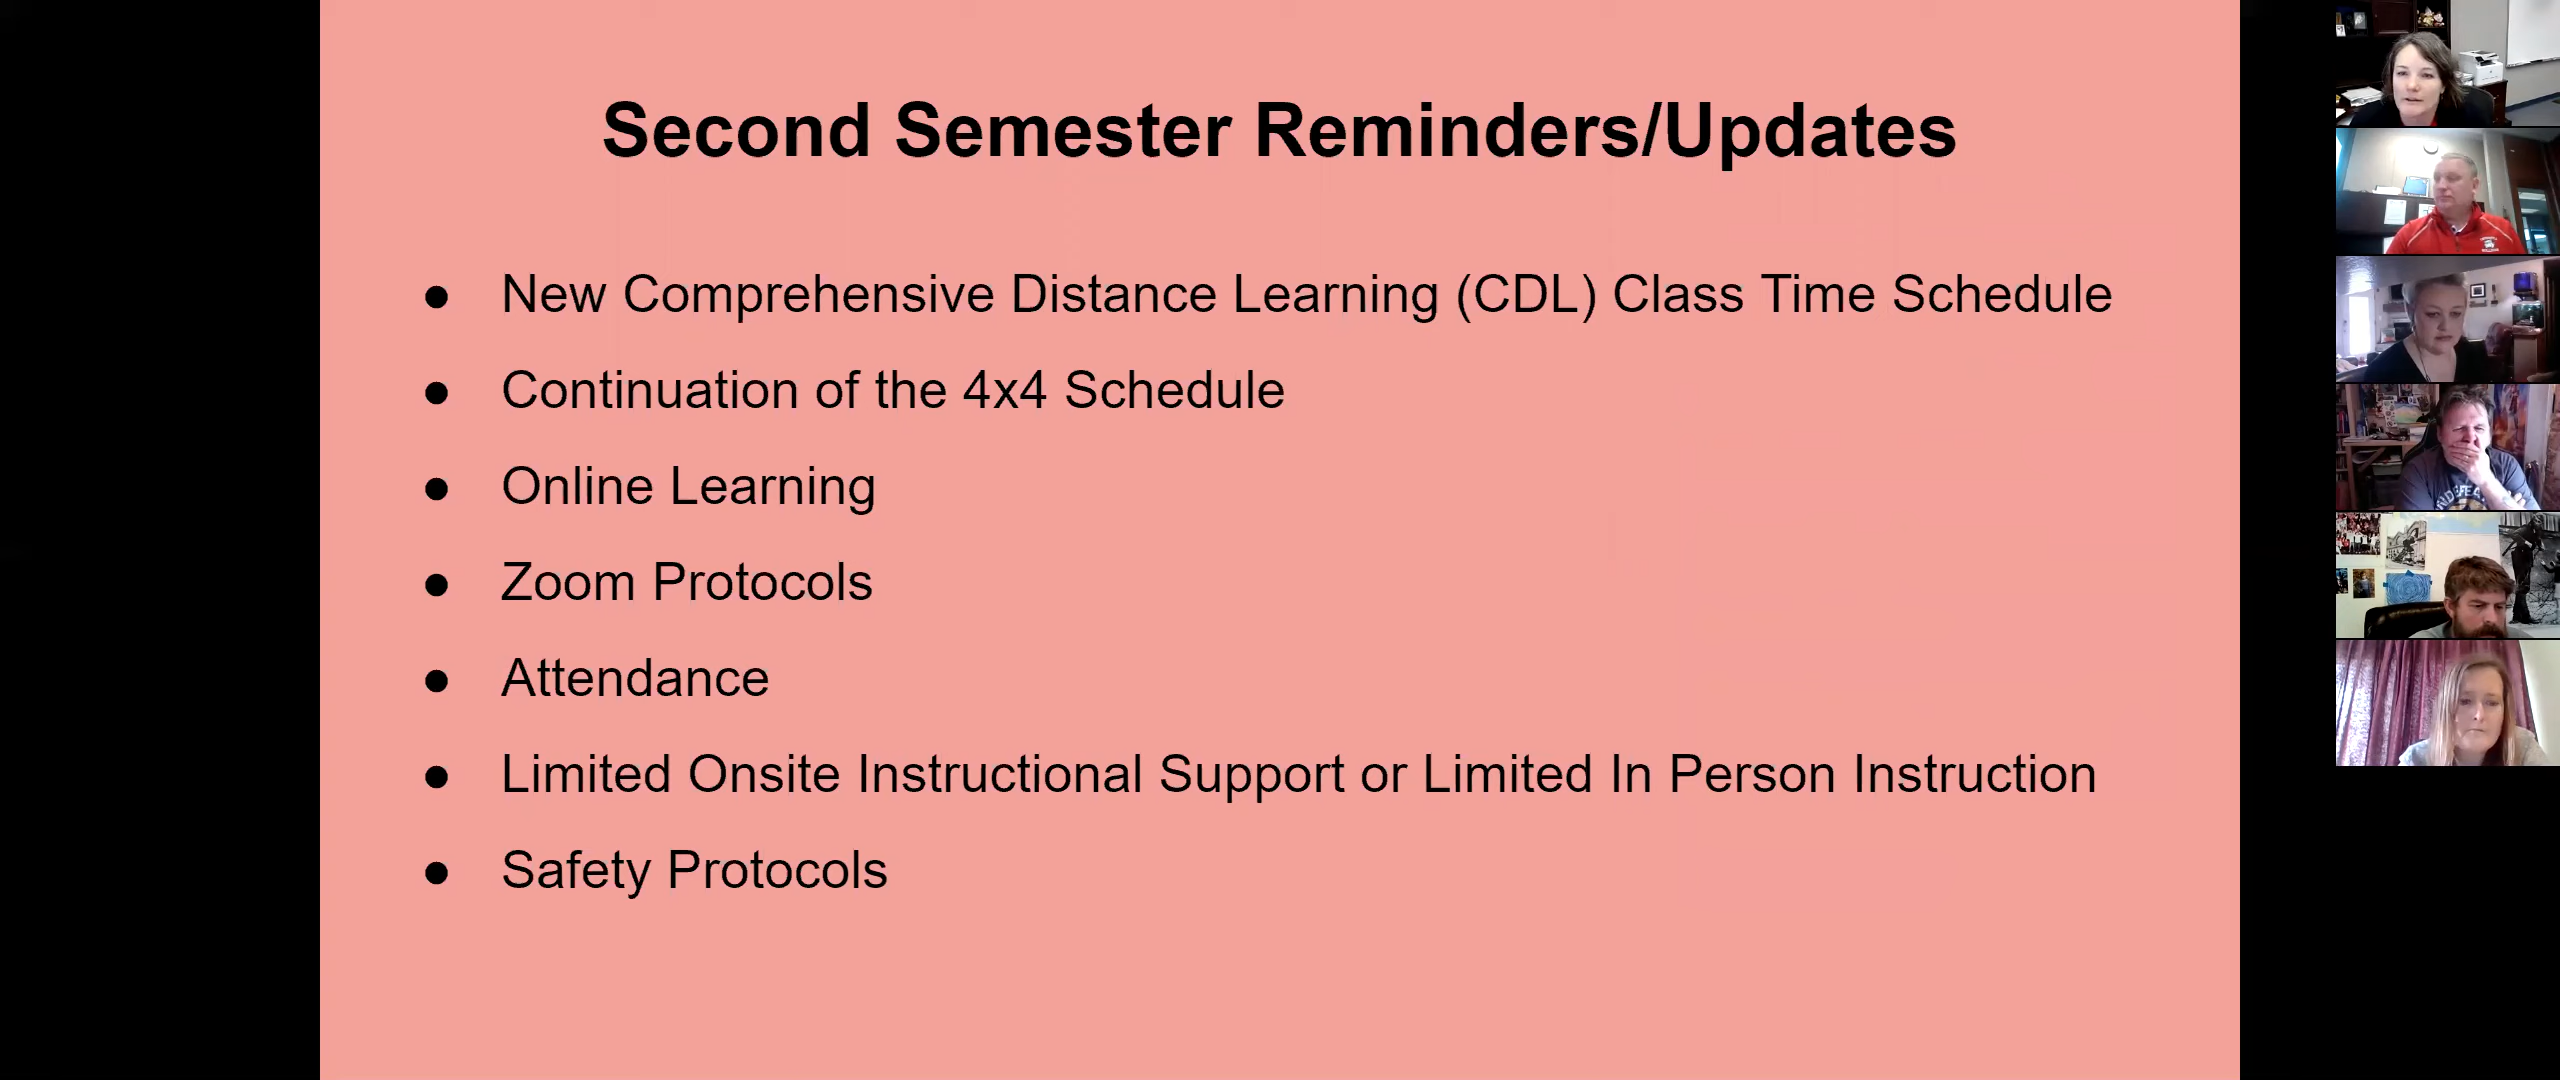 Second Semester Reminders/Updates
● New Comprehensive Distance Learning (CDL) Class Time Schedule
● Continuation of the 4x4 Schedule
● Online Learning
● Zoom Protocols
● Attendance
● Limited Onsite Instructional Support or Limited In Person Instruction
● Safety Protocols